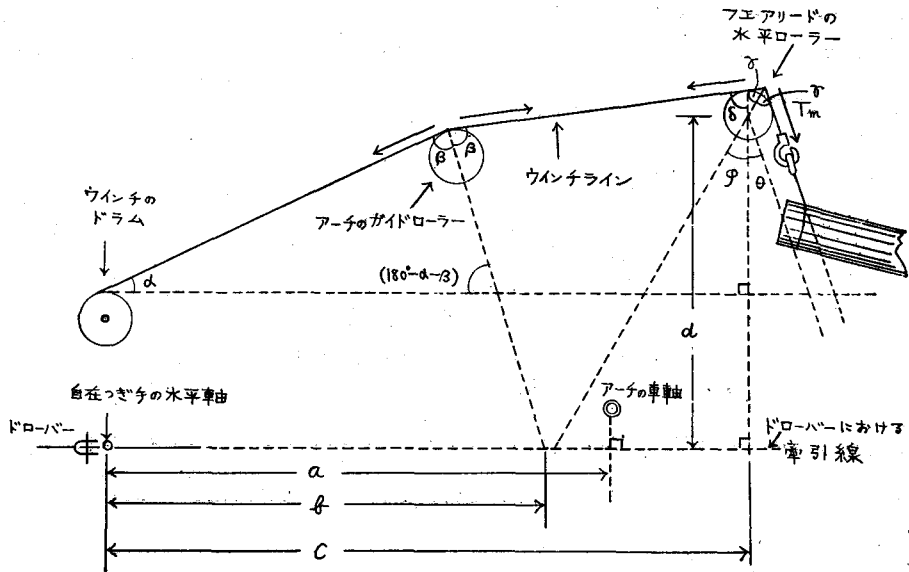 フェアリードの
水平ローラー
γ
γ
δ
Tm
β
β
ウインチライン
φ
θ
ウインチの
ドラム
アーチのガイドローラー
α
(180°-α-β)
d
自在つぎ手の水平車軸
アーチの車軸
ドローバー
ドローバーにおける
牽引線
a
b
C